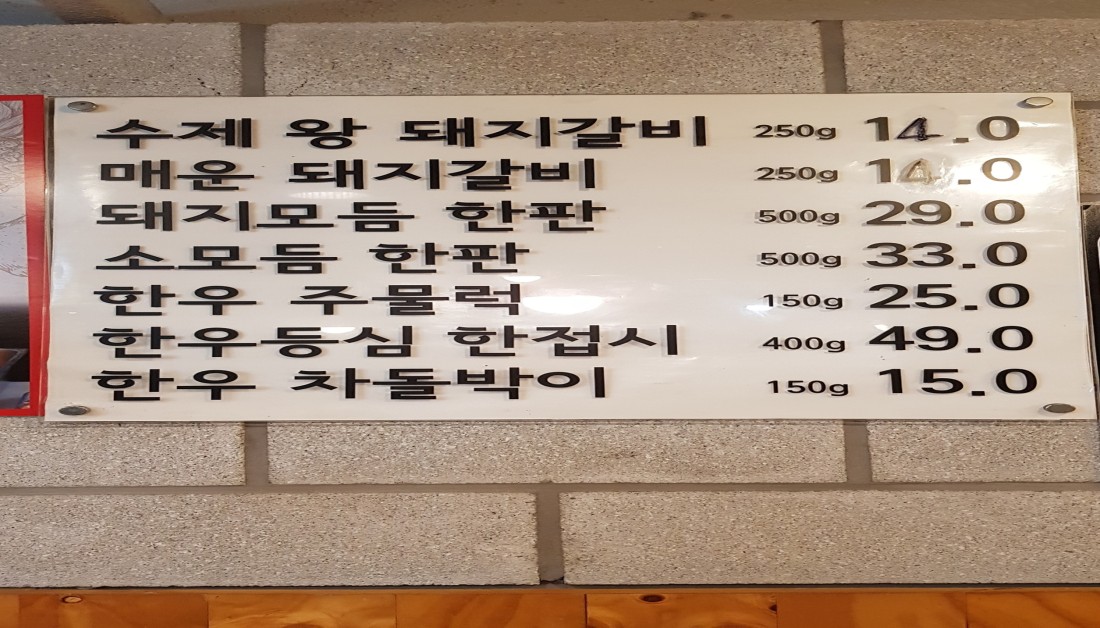 수제 왕 돼지갈비 250g 14.0
매운 돼지갈비 250g 14.0
돼지모듬 한판 500g 29.0
소모듬 한판 500g 33.0
한우 주물럭 150g 25.0
한우등심 한접시 400g 49.0
한우 차돌박이 150g 15.0